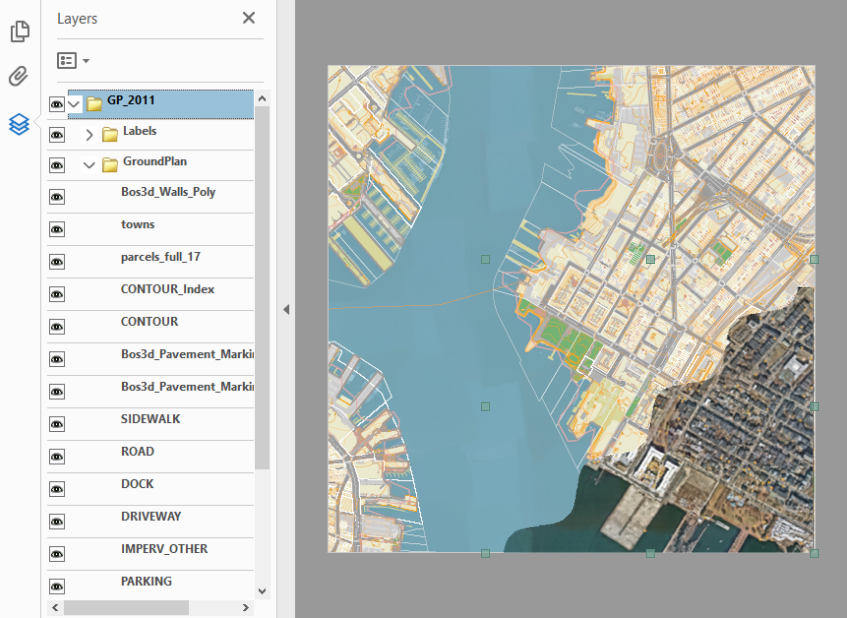 Layers
GP_2011
Labels
GroundPlan
Bos3d_Walls_Poly
towns
parcels_full_17
CONTOUR_Index
CONTOUR
Bos3d_Pavement_Markin
Bos3d_Pavement_Markin
SIDEWALK
ROAD
DOCK
DRIVEWAY
IMPERV_OTHER
PARKING